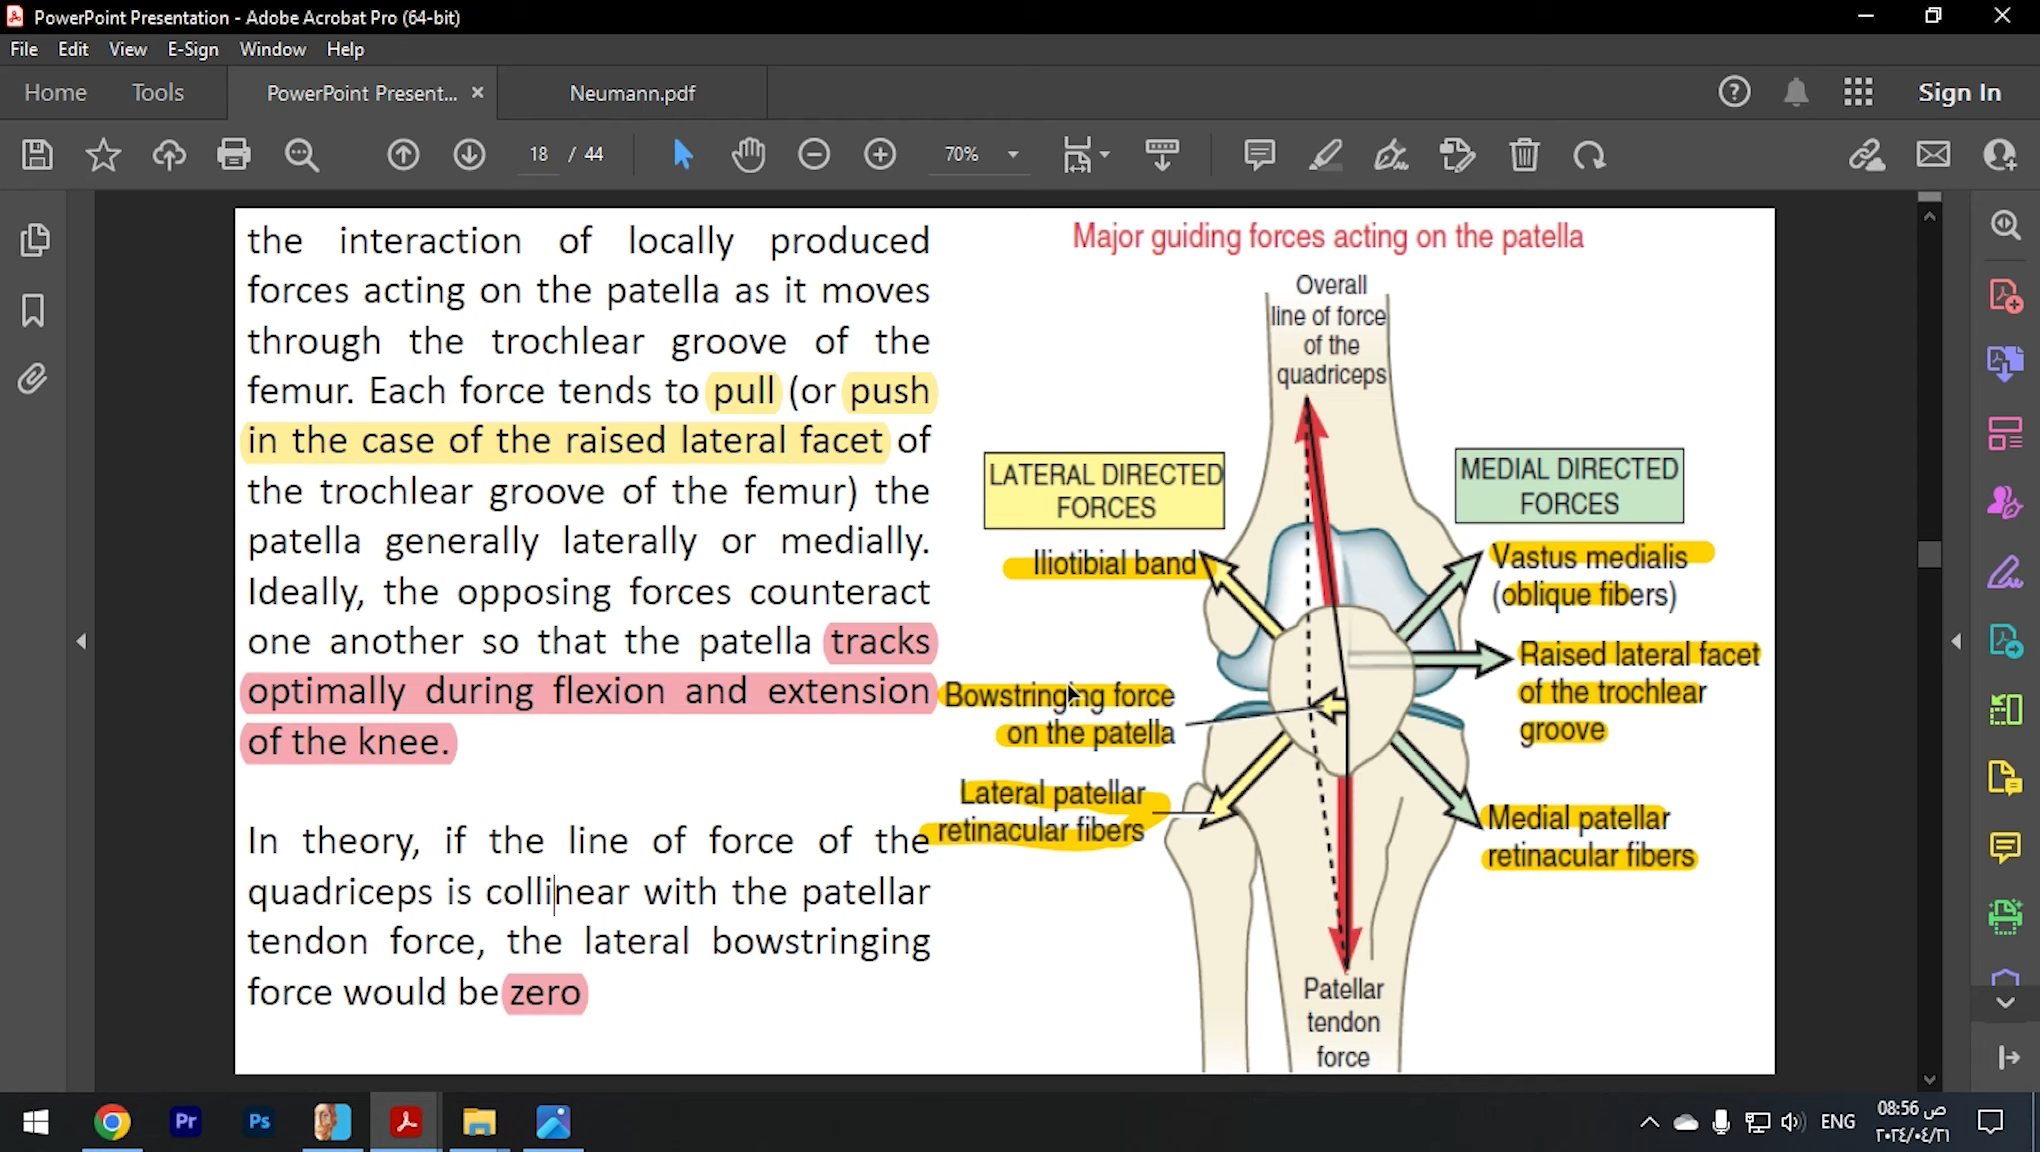 PowerPoint Presentation - Adobe Acrobat Pro (64-bit)
File Edit View E-Sign Window Help
Home Tools PowerPoint Present... × Neumann.pdf Sign In
18 / 44 70%
the interaction of locally produced
forces acting on the patella as it moves
through the trochlear groove of the
femur. Each force tends to pull (or push
in the case of the raised lateral facet of
the trochlear groove of the femur) the
patella generally laterally or medially.
Ideally, the opposing forces counteract
one another so that the patella tracks
optimally during flexion and extension
of the knee.
In theory, if the line of force of the
quadriceps is collinear with the patellar
tendon force, the lateral bowstringing
force would be zero
Major guiding forces acting on the patella
Overall
line of force
of the
quadriceps
LATERAL DIRECTED
FORCES
Iliotibial band
Bowstringing force
on the patella
Lateral patellar
retinacular fibers
MEDIAL DIRECTED
FORCES
Vastus medialis
(oblique fibers)
Raised lateral facet
of the trochlear
groove
Medial patellar
retinacular fibers
Patellar
tendon
force
Pr Ps ENG
08:56 ص
٢٠٢٤/٠٤/٢١